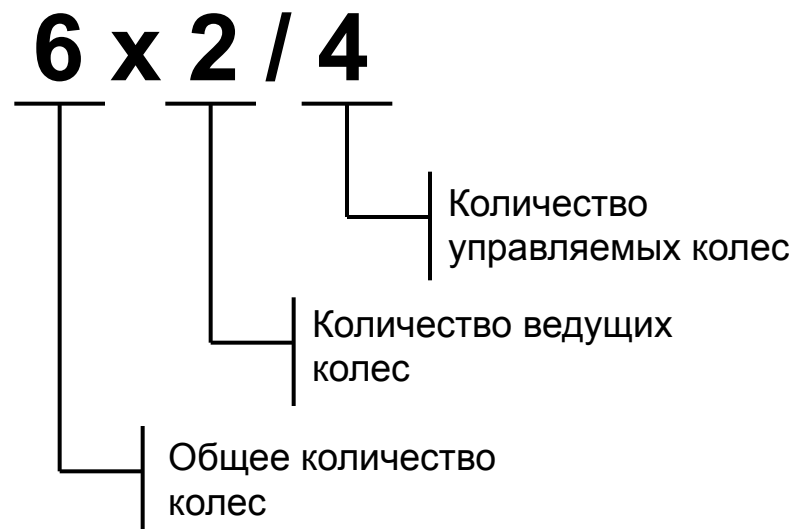 6 x 2 / 4
Количество
управляемых колес
Количество ведущих
колес
Общее количество
колес